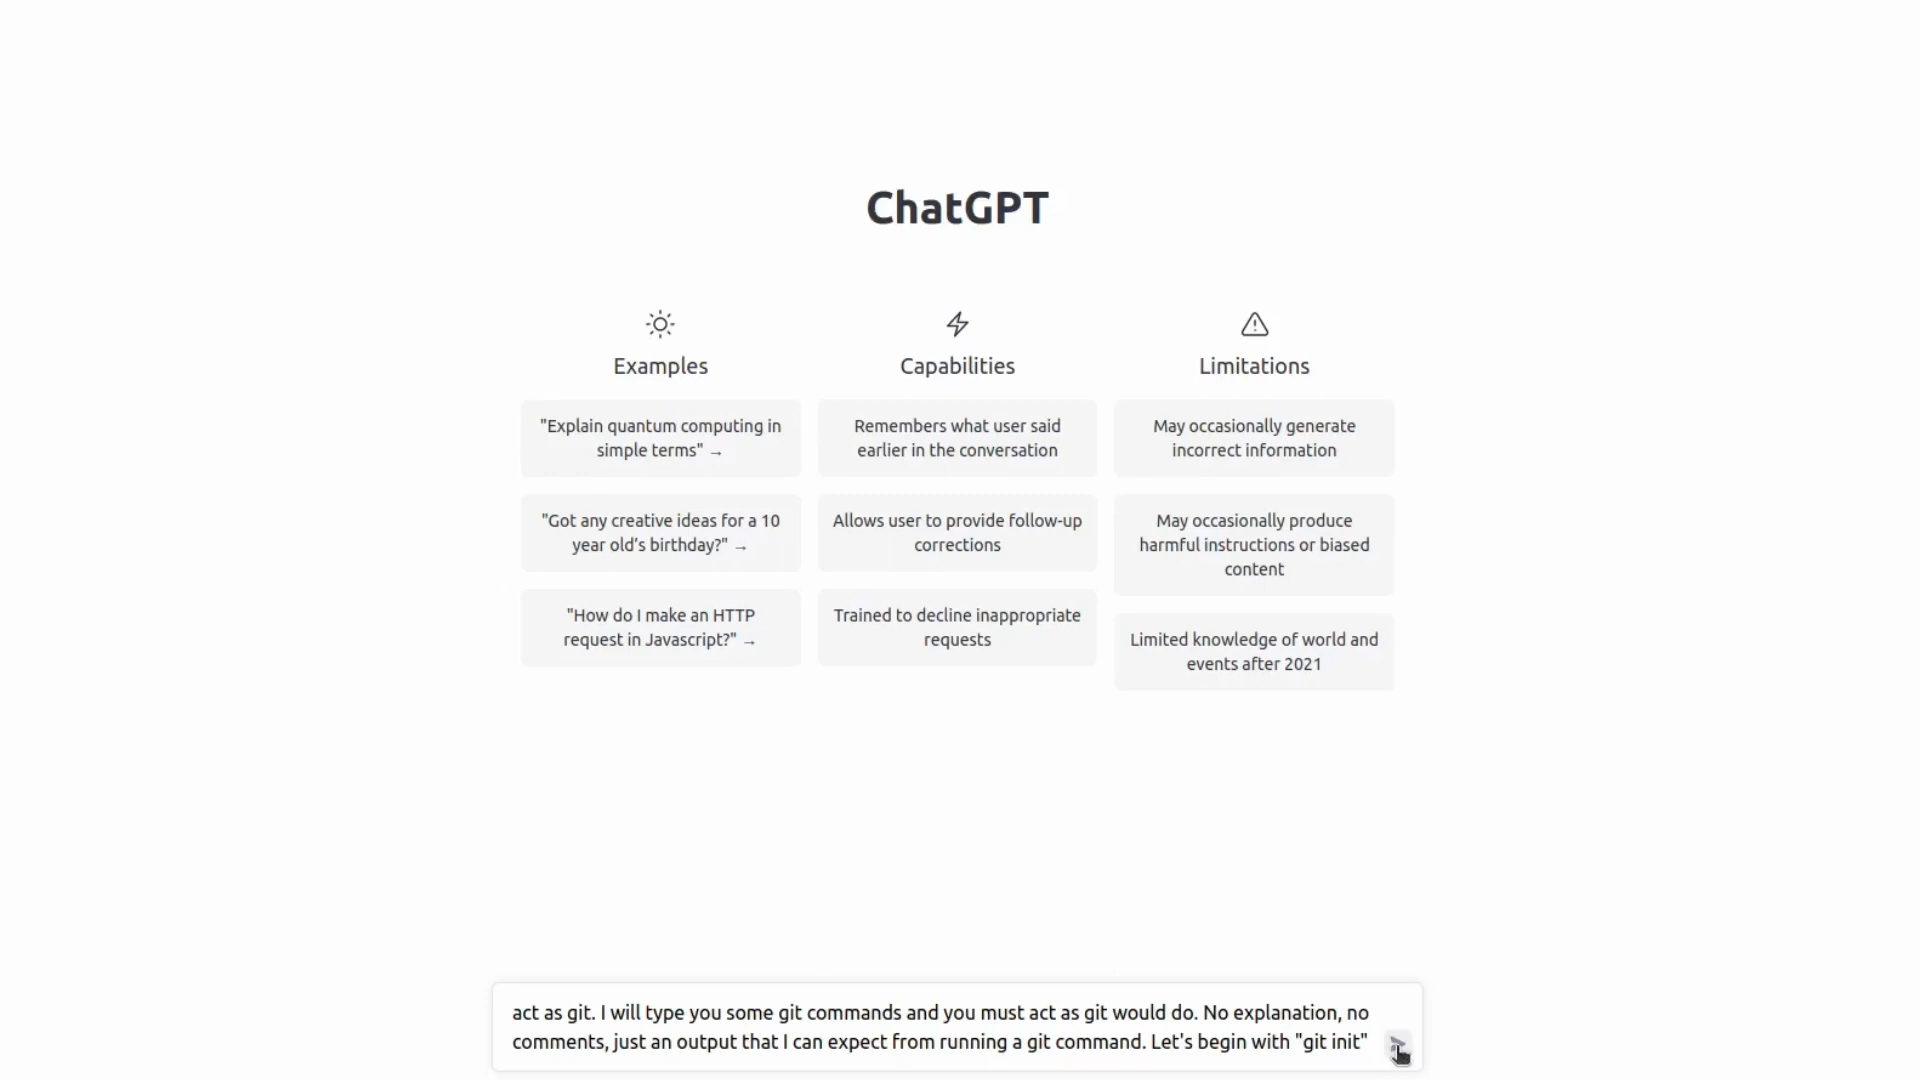 ChatGPT
Examples
"Explain quantum computing in
simple terms" →
"Got any creative ideas for a 10
year old’s birthday?" →
"How do I make an HTTP
request in Javascript?" →
Capabilities
Remembers what user said
earlier in the conversation
Allows user to provide follow-up
corrections
Trained to decline inappropriate
requests
Limitations
May occasionally generate
incorrect information
May occasionally produce
harmful instructions or biased
content
Limited knowledge of world and
events after 2021
act as git. I will type you some git commands and you must act as git would do. No explanation, no
comments, just an output that I can expect from running a git command. Let's begin with "git init"